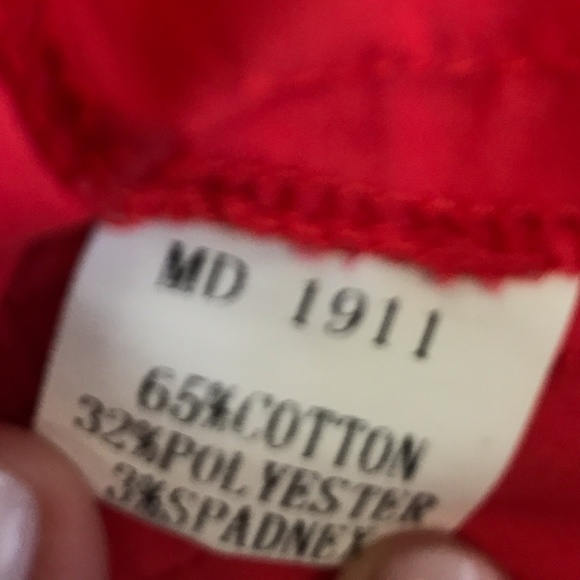 MD 1911
65%COTTON
32%POLYESTER
3%SPADNEX